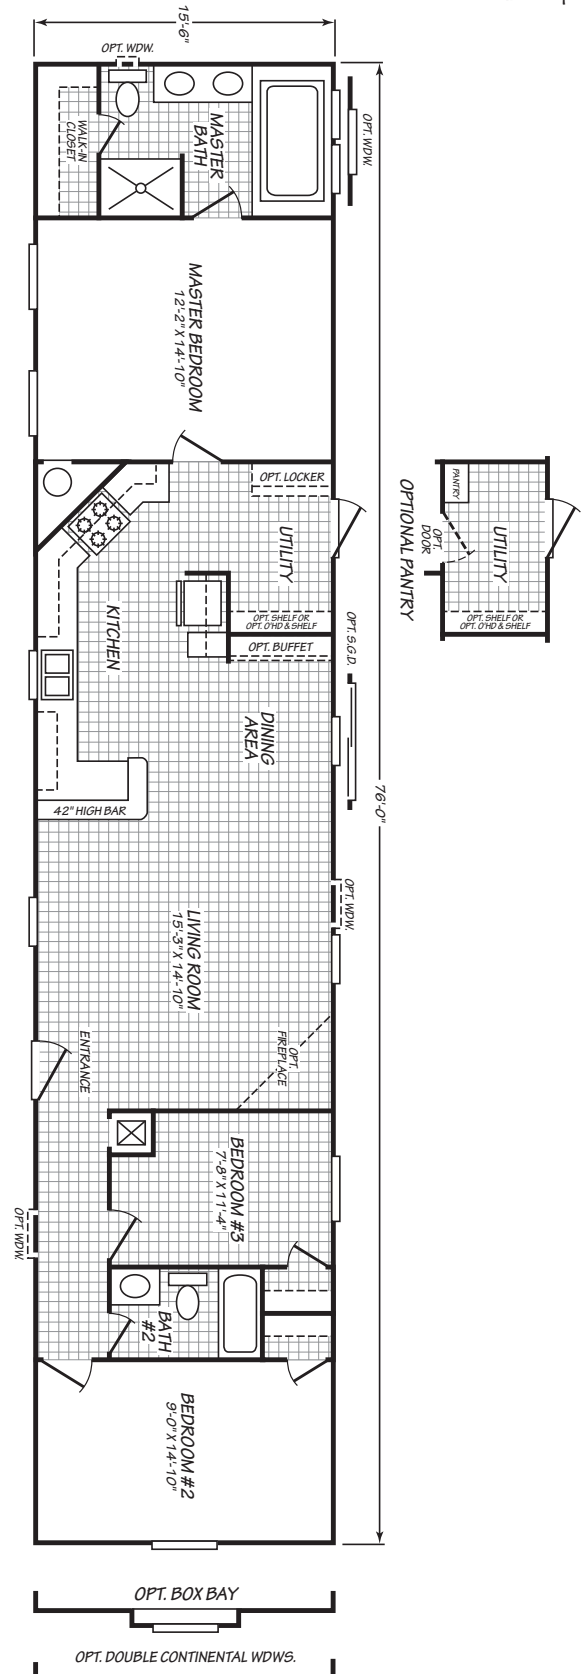 15'-6"
OPT. WDW.
WALK-IN
CLOSET
MASTER
BATH
OPT. WDW.
MASTER BEDROOM
12'-2" X 14'-10"
OPT. LOCKER
UTILITY
OPT. SHELF OR
OPT. O'HD & SHELF
OPT. BUFFET
KITCHEN
PANTRY
OPT.
DOOR
UTILITY
OPT. SHELF OR
OPT. O'HD & SHELF
OPTIONAL PANTRY
OPT. S.G.D.
DINING
AREA
76'-0"
42" HIGH BAR
OPT. WDW.
LIVING ROOM
15'-3" X 14'-10"
OPT.
FIREPLACE
ENTRANCE
BEDROOM #3
7'-8" X 11'-4"
OPT. WDW.
BATH
#2
BEDROOM #2
9'-0" X 14'-10"
OPT. BOX BAY
OPT. DOUBLE CONTINENTAL WDWS.